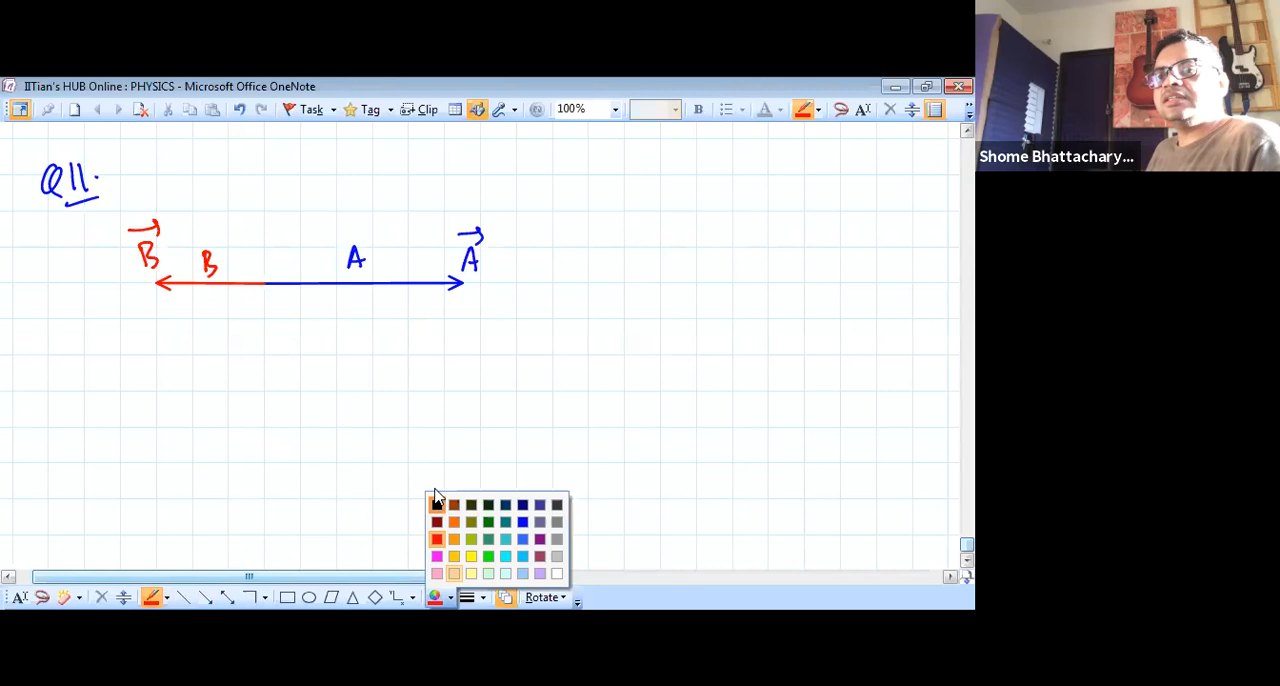 IITian's HUB Online : PHYSICS - Microsoft Office OneNote
Task Tag Clip 100% B A
Shome Bhattachary...
Q11.
B B A A
Rotate